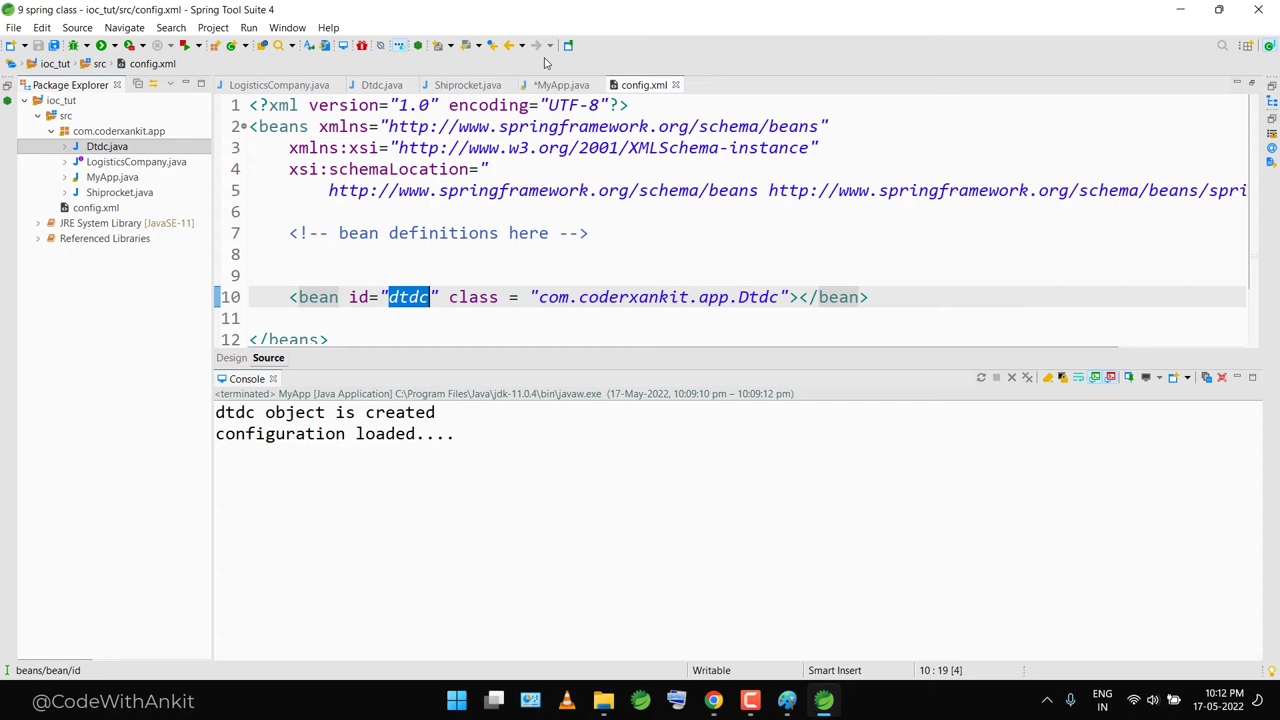 9 spring class - ioc_tut/src/config.xml - Spring Tool Suite 4
File Edit Source Navigate Search Project Run Window Help
ioc_tut src config.xml
Package Explorer
ioc_tut
src
com.coderxankit.app
Dtdc.java
LogisticsCompany.java
MyApp.java
Shiprocket.java
config.xml
JRE System Library [JavaSE-11]
Referenced Libraries
LogisticsCompany.java Dtdc.java Shiprocket.java *MyApp.java config.xml
1 <?xml version="1.0" encoding="UTF-8"?>
2 <beans xmlns="http://www.springframework.org/schema/beans"
3 xmlns:xsi="http://www.w3.org/2001/XMLSchema-instance"
4 xsi:schemaLocation="
5 http://www.springframework.org/schema/beans http://www.springframework.org/schema/beans/spri
6
7 <!-- bean definitions here -->
8
9
10 <bean id="dtdc" class = "com.coderxankit.app.Dtdc"></bean>
11
12 </beans>
Design Source
Console
<terminated> MyApp [Java Application] C:\Program Files\Java\jdk-11.0.4\bin\javaw.exe (17-May-2022, 10:09:10 pm – 10:09:12 pm)
dtdc object is created
configuration loaded....
beans/bean/id Writable Smart Insert 10 : 19 [4]
@CodeWithAnkit
ENG
IN
10:12 PM
17-05-2022